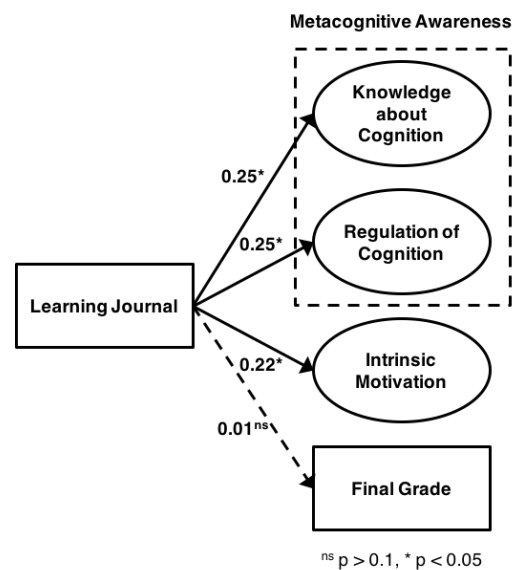 Metacognitive Awareness
Knowledge
about
Cognition
0.25*
Regulation of
Cognition
0.25*
Learning Journal
Intrinsic
Motivation
0.22*
0.01ⁿˢ
Final Grade
ⁿˢ p > 0.1, * p < 0.05